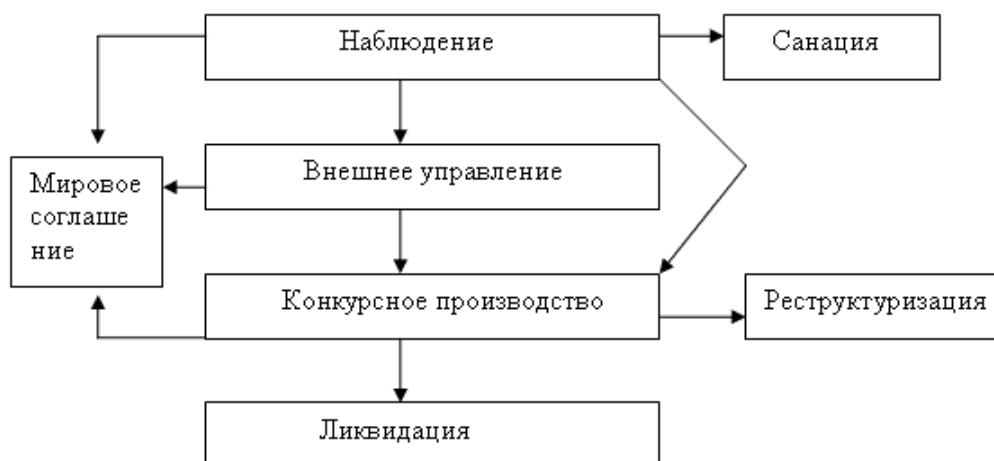 Наблюдение
Санация
Внешнее управление
Мировое
соглаше
ние
Конкурсное производство
Реструктуризация
Ликвидация